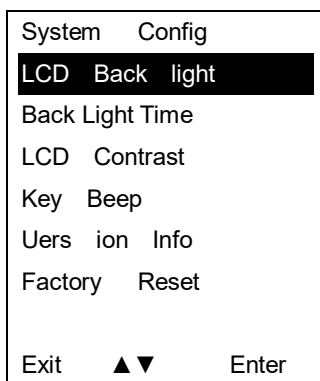 System Config
LCD Back light
Back Light Time
LCD Contrast
Key Beep
Uers ion Info
Factory Reset
Exit ▲▼ Enter